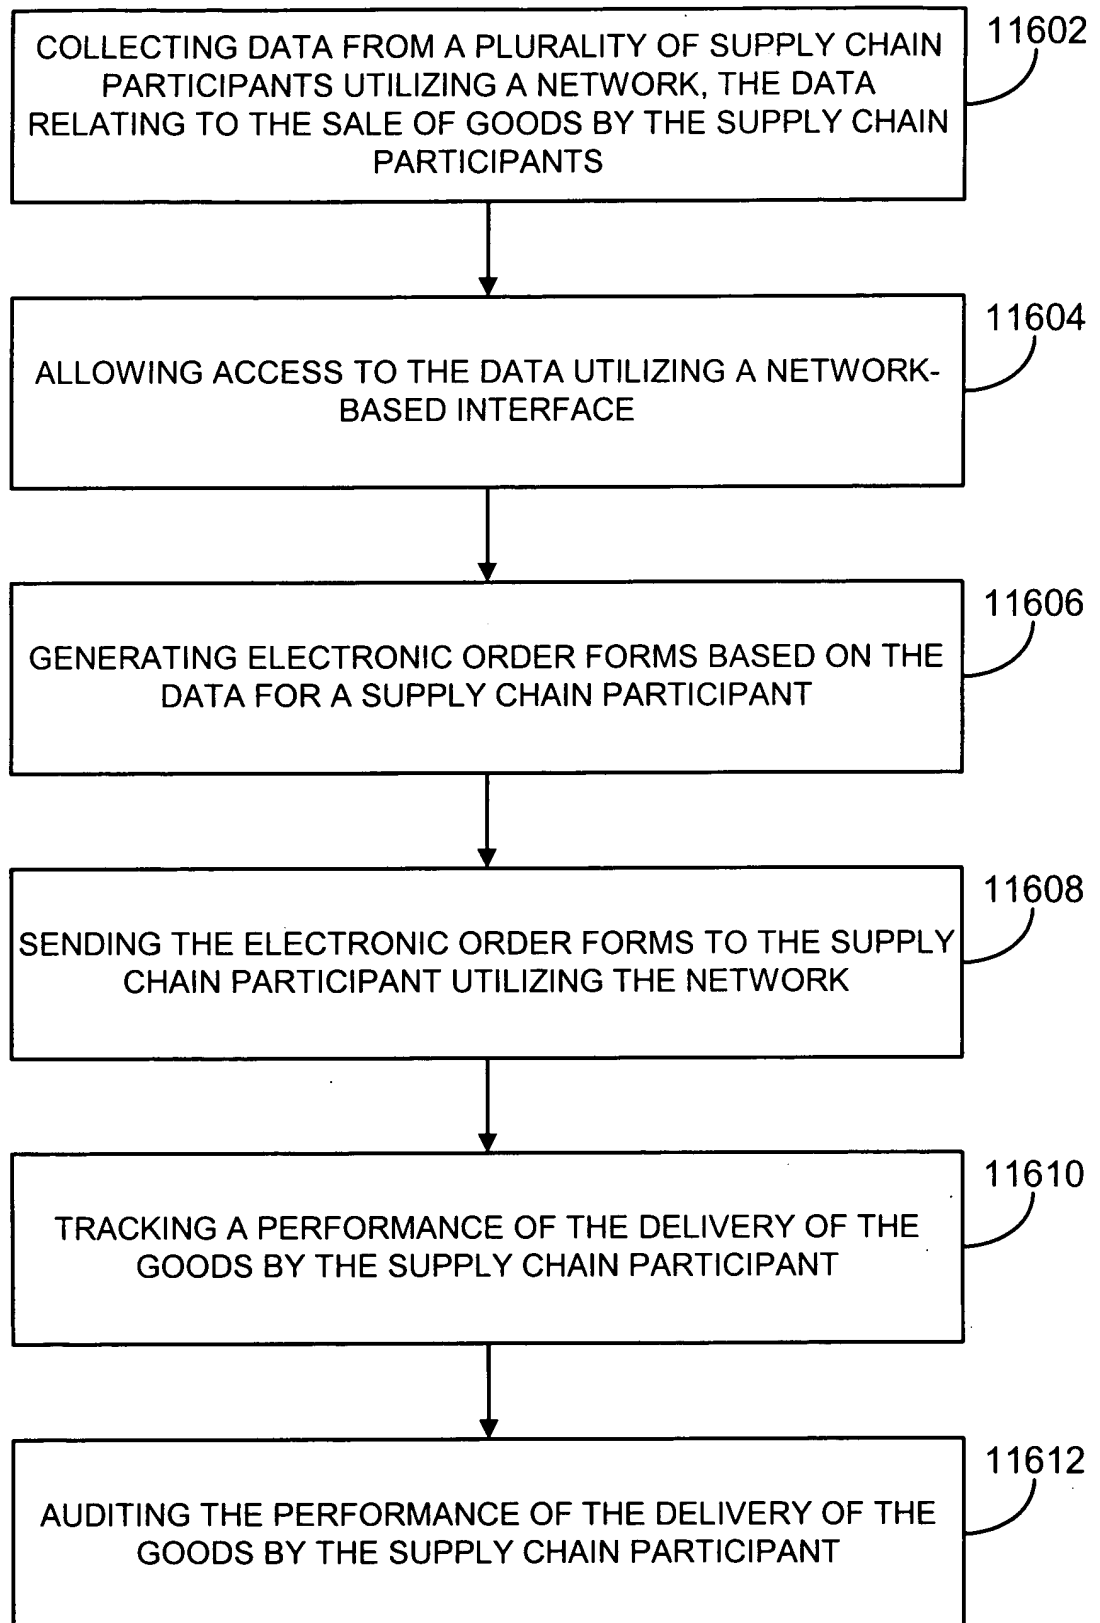 11602
COLLECTING DATA FROM A PLURALITY OF SUPPLY CHAIN
PARTICIPANTS UTILIZING A NETWORK, THE DATA
RELATING TO THE SALE OF GOODS BY THE SUPPLY CHAIN
PARTICIPANTS
11604
ALLOWING ACCESS TO THE DATA UTILIZING A NETWORK-
BASED INTERFACE
11606
GENERATING ELECTRONIC ORDER FORMS BASED ON THE
DATA FOR A SUPPLY CHAIN PARTICIPANT
11608
SENDING THE ELECTRONIC ORDER FORMS TO THE SUPPLY
CHAIN PARTICIPANT UTILIZING THE NETWORK
11610
TRACKING A PERFORMANCE OF THE DELIVERY OF THE
GOODS BY THE SUPPLY CHAIN PARTICIPANT
11612
AUDITING THE PERFORMANCE OF THE DELIVERY OF THE
GOODS BY THE SUPPLY CHAIN PARTICIPANT